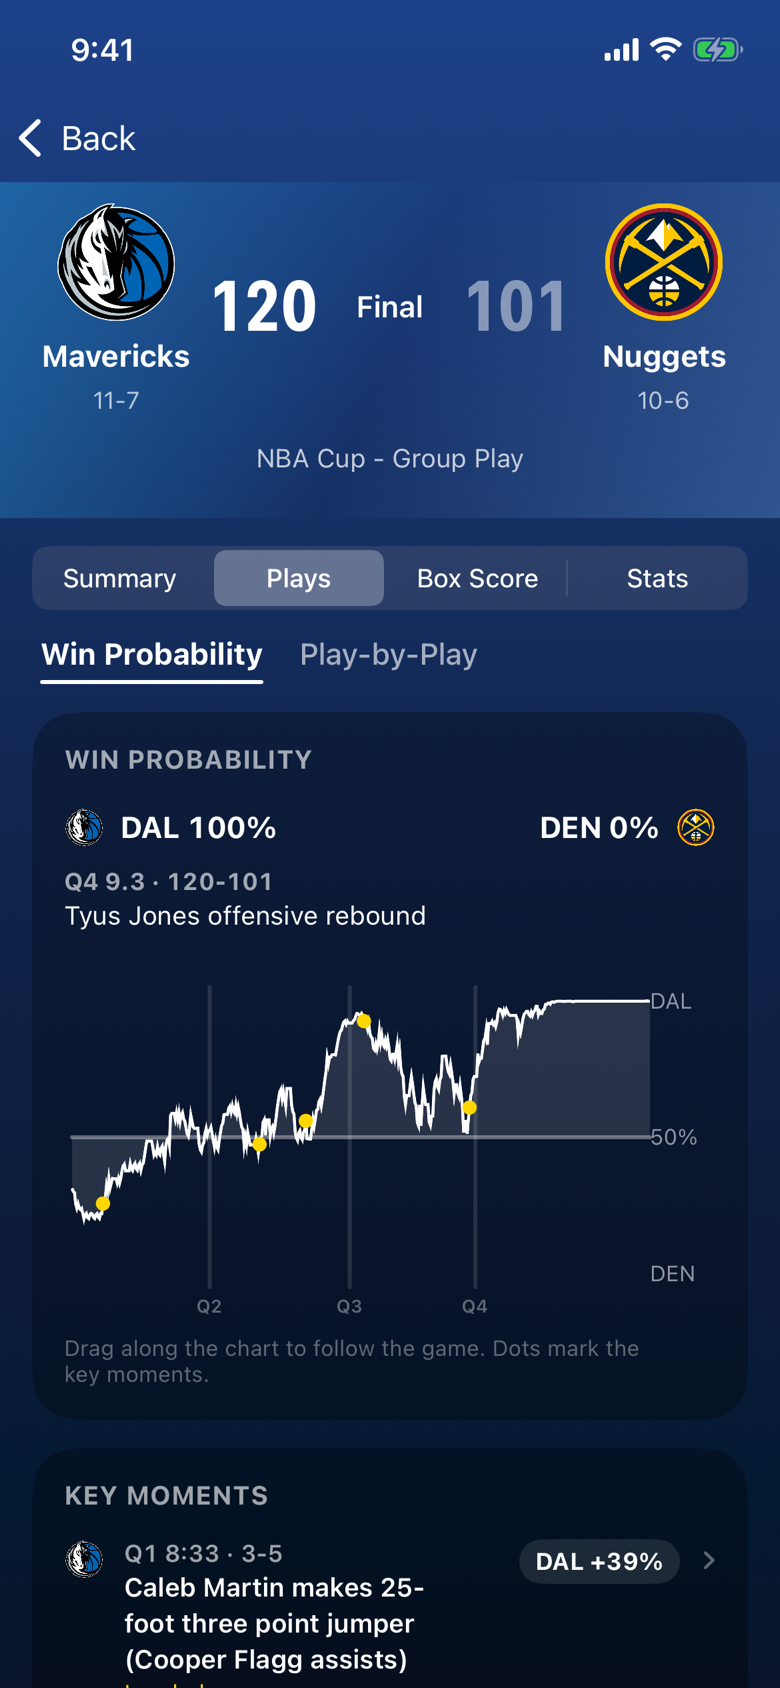 9:41
Back
120 Final 101
Mavericks Nuggets
11-7 10-6
NBA Cup - Group Play
Summary Plays Box Score Stats
Win Probability Play-by-Play
WIN PROBABILITY
DAL 100% DEN 0%
Q4 9.3 · 120-101
Tyus Jones offensive rebound
DAL
50%
DEN
Q2 Q3 Q4
Drag along the chart to follow the game. Dots mark the
key moments.
KEY MOMENTS
Q1 8:33 · 3-5
DAL +39%
Caleb Martin makes 25-
foot three point jumper
(Cooper Flagg assists)